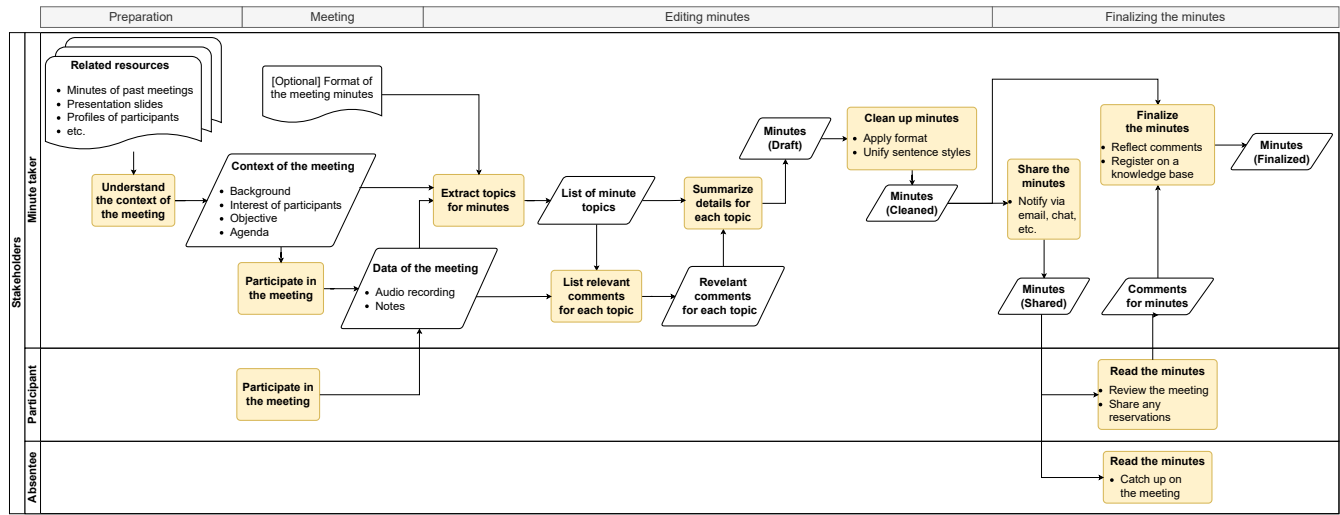 Preparation
Meeting
Editing minutes
Finalizing the minutes
Stakeholders
Minute taker
Related resources
Minutes of past meetings
Presentation slides
Profiles of participants
etc.
[Optional] Format of
the meeting minutes
Understand
the context of
the meeting
Context of the meeting
Background
Interest of participants
Objective
Agenda
Participate in
the meeting
Data of the meeting
Audio recording
Notes
Extract topics
for minutes
List of minute
topics
List relevant
comments
for each topic
Revelant
comments
for each topic
Summarize
details for
each topic
Minutes
(Draft)
Clean up minutes
Apply format
Unify sentence styles
Minutes
(Cleaned)
Share the
minutes
Notify via
email, chat,
etc.
Minutes
(Shared)
Finalize
the minutes
Reflect comments
Register on a
knowledge base
Comments
for minutes
Minutes
(Finalized)
Participant
Participate in
the meeting
Read the minutes
Review the meeting
Share any
reservations
Absentee
Read the minutes
Catch up on
the meeting